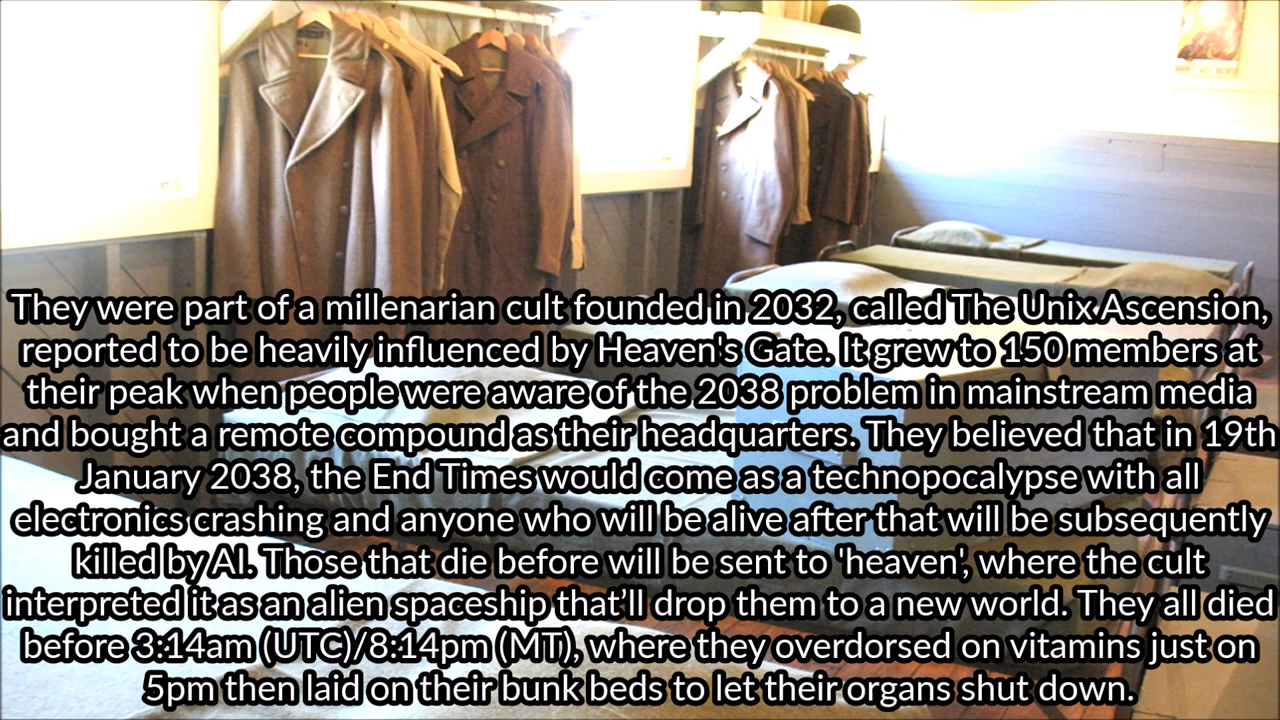 They were part of a millenarian cult founded in 2032, called The Unix Ascension,
reported to be heavily influenced by Heaven's Gate. It grew to 150 members at
their peak when people were aware of the 2038 problem in mainstream media
and bought a remote compound as their headquarters. They believed that in 19th
January 2038, the End Times would come as a technopocalypse with all
electronics crashing and anyone who will be alive after that will be subsequently
killed by AI. Those that die before will be sent to 'heaven', where the cult
interpreted it as an alien spaceship that’ll drop them to a new world. They all died
before 3:14am (UTC)/8:14pm (MT), where they overdorsed on vitamins just on
5pm then laid on their bunk beds to let their organs shut down.